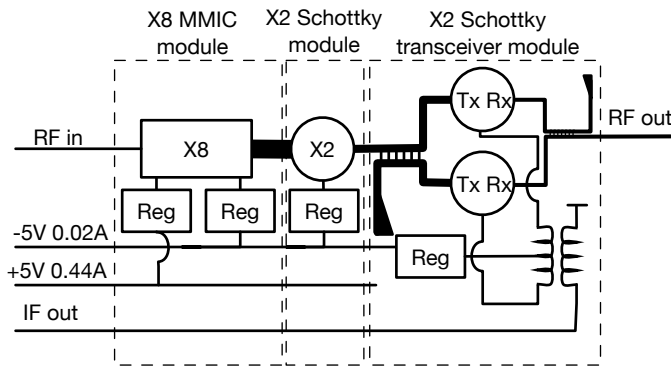 X8 MMIC
module
X2 Schottky
module
X2 Schottky
transceiver module
RF in
X8
X2
Tx Rx
Tx Rx
RF out
Reg
Reg
Reg
Reg
-5V 0.02A
+5V 0.44A
IF out